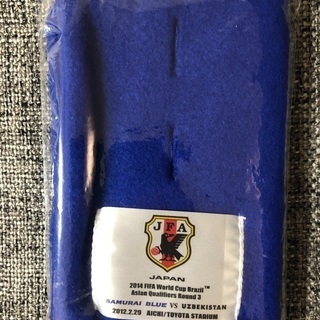 JFA
JAPAN
2014 FIFA World Cup Brazil™
Asian Qualifiers Round 3
SAMURAI BLUE VS UZBEKISTAN
2012.2.29 AICHI/TOYOTA STADIUM